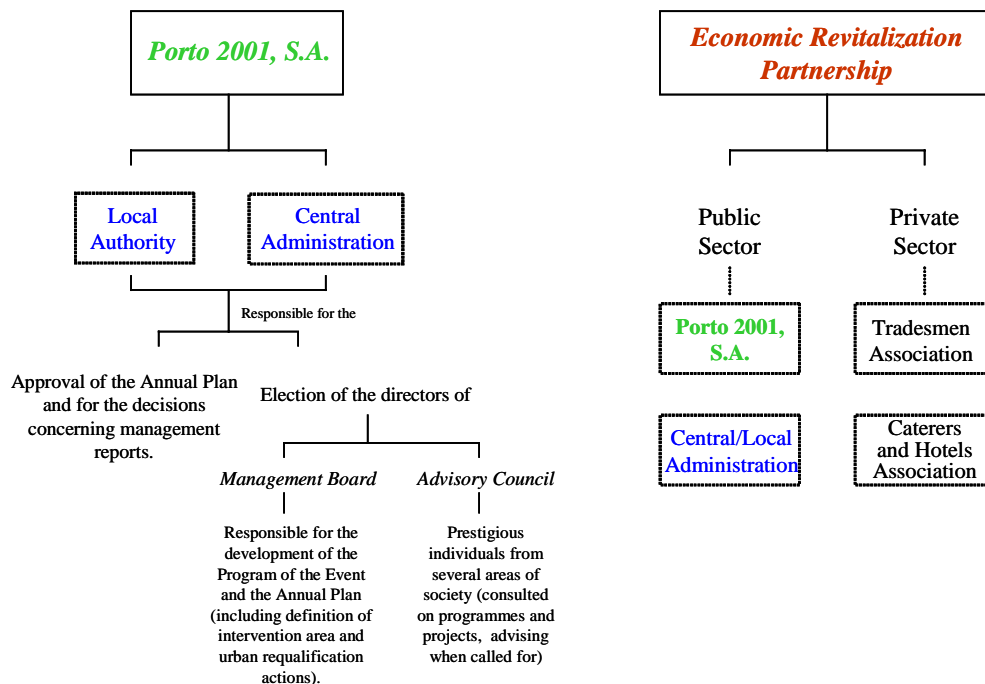 Porto 2001, S.A.
Local
Authority
Central
Administration
Responsible for the
Approval of the Annual Plan
and for the decisions
concerning management
reports.
Election of the directors of
Management Board
Responsible for the
development of the
Program of the Event
and the Annual Plan
(including definition of
intervention area and
urban requalification
actions).
Advisory Council
Prestigious
individuals from
several areas of
society (consulted
on programmes and
projects, advising
when called for)
Economic Revitalization
Partnership
Public
Sector
Porto 2001,
S.A.
Central/Local
Administration
Private
Sector
Tradesmen
Association
Caterers
and Hotels
Association